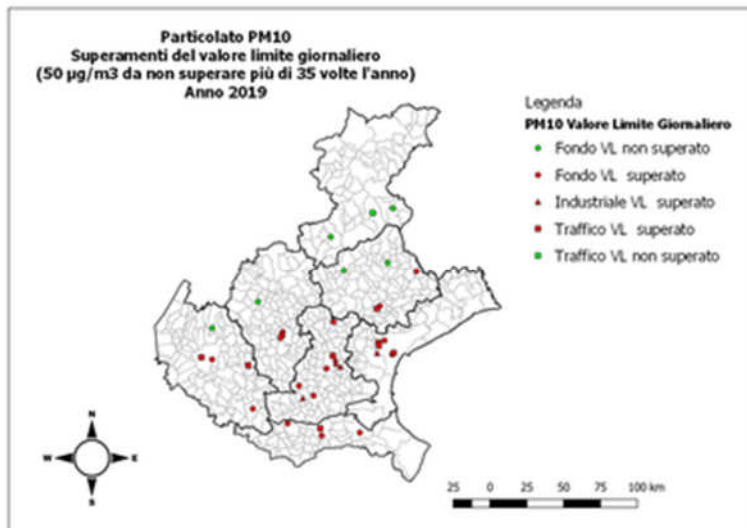 Particolato PM10
Superamenti del valore limite giornaliero
(50 µg/m3 da non superare più di 35 volte l'anno)
Anno 2019
Legenda
PM10 Valore Limite Giornaliero
Fondo VL non superato
Fondo VL superato
Industriale VL superato
Traffico VL superato
Traffico VL non superato
N
W E
S
25 0 25 50 75 100 km